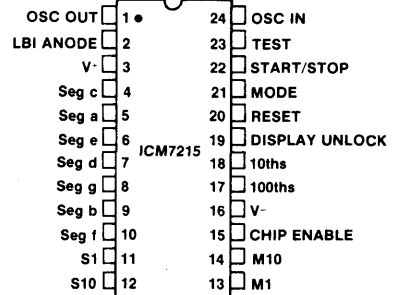 OSC OUT 1 24 OSC IN
LBI ANODE 2 23 TEST
V+ 3 22 START/STOP
Seg c 4 21 MODE
Seg a 5 20 RESET
Seg e 6 19 DISPLAY UNLOCK
ICM7215
Seg d 7 18 10ths
Seg g 8 17 100ths
Seg b 9 16 V-
Seg f 10 15 CHIP ENABLE
S1 11 14 M10
S10 12 13 M1